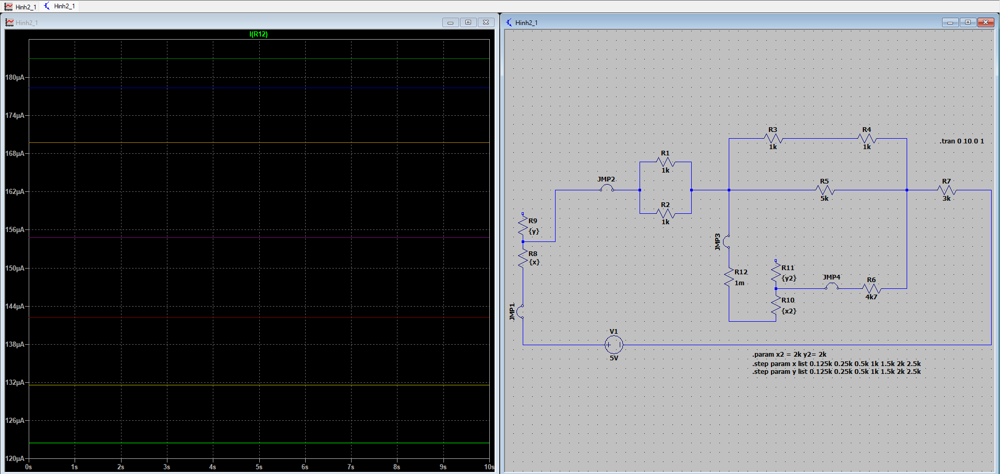 Hinh2_1
Hinh2_1
Hinh2_1
I(R12)
180µA
174µA
168µA
162µA
156µA
150µA
144µA
138µA
132µA
126µA
120µA
0s 1s 2s 3s 4s 5s 6s 7s 8s 9s 10s
Hinh2_1
R3
1k
R4
1k
.tran 0 10 0 1
R1
1k
JMP2
R2
1k
R5
5k
R7
3k
R9
{y}
R8
{x}
JMP1
JMP3
R12
1m
R11
{y2}
R10
{x2}
JMP4
R6
4k7
V1
5V
.param x2 = 2k y2= 2k
.step param x list 0.125k 0.25k 0.5k 1k 1.5k 2k 2.5k
.step param y list 0.125k 0.25k 0.5k 1k 1.5k 2k 2.5k